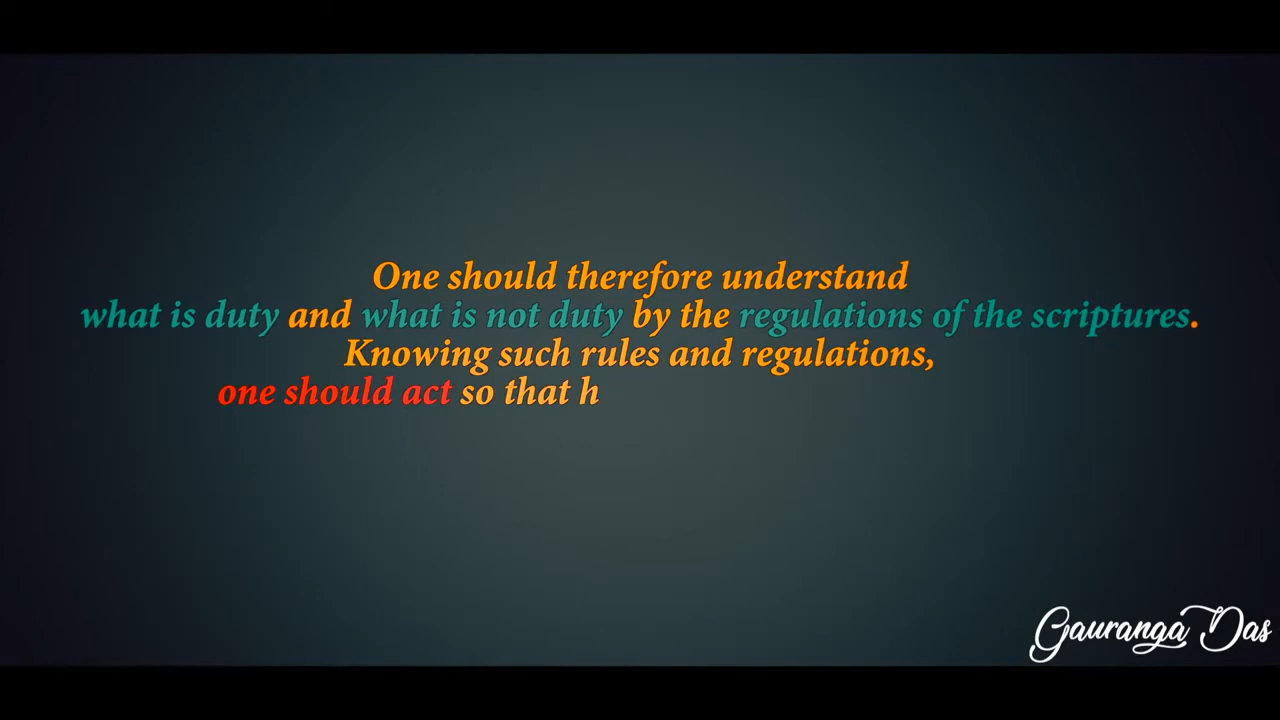 One should therefore understand
what is duty and what is not duty by the regulations of the scriptures.
Knowing such rules and regulations,
one should act so that h
Gauranga Das